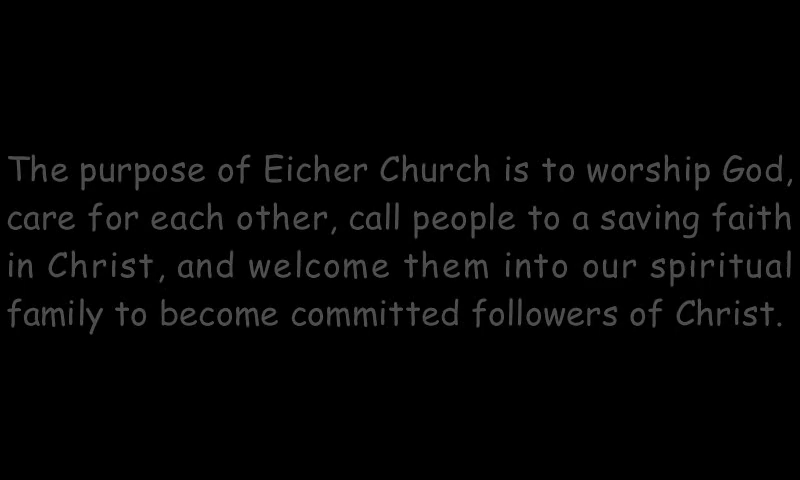 The purpose of Eicher Church is to worship God,
care for each other, call people to a saving faith
in Christ, and welcome them into our spiritual
family to become committed followers of Christ.